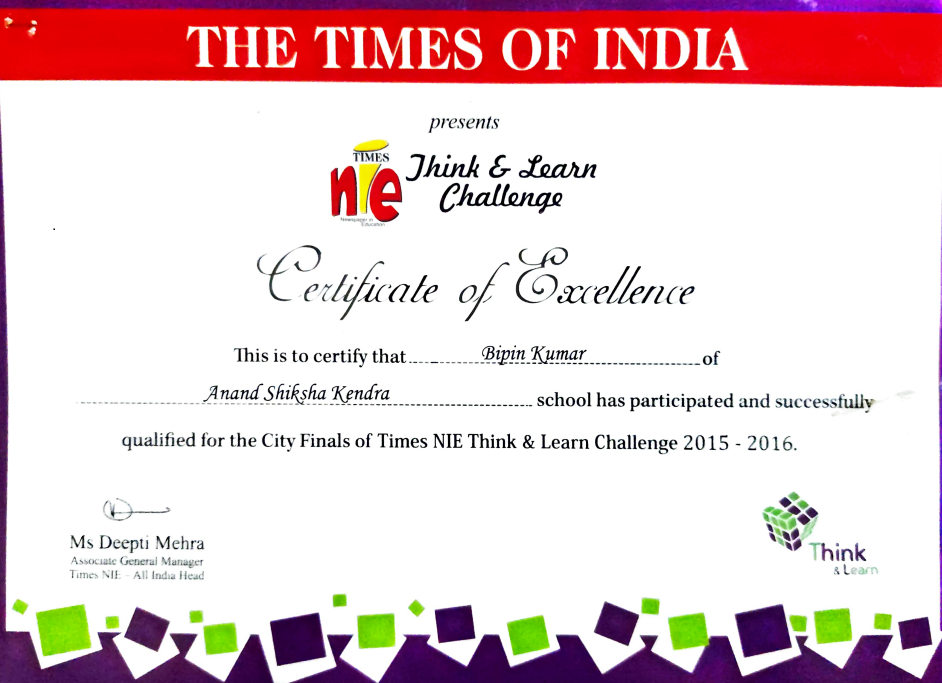 THE TIMES OF INDIA
presents
TIMES
nie
Newspaper in
Education
Think & Learn
Challenge
Certificate of Excellence
This is to certify that Bipin Kumar of
Anand Shiksha Kendra school has participated and successfully
qualified for the City Finals of Times NIE Think & Learn Challenge 2015 - 2016.
Ms Deepti Mehra
Associate General Manager
Times NIE - All India Head
Think
& Learn